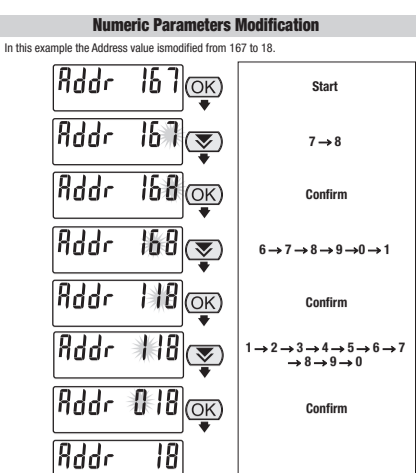 Numeric Parameters Modification
In this example the Address value ismodified from 167 to 18.
Addr 167 OK Start
Addr 167 7→8
Addr 168 OK Confirm
Addr 168 6→7→8→9→0→1
Addr 118 OK Confirm
Addr 118 1→2→3→4→5→6→7
→8→9→0
Addr 018 OK Confirm
Addr 18